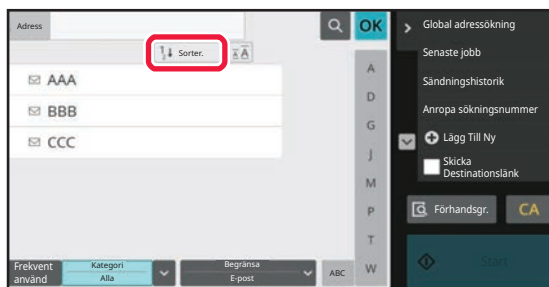 Adress
OK
Sorter.
AAA
BBB
CCC
A
D
G
J
M
P
T
W
Frekvent
använd
Kategori
Alla
Begränsa
E-post
ABC
Global adressökning
Senaste jobb
Sändningshistorik
Anropa sökningsnummer
Lägg Till Ny
Skicka
Destinationslänk
Förhandsgr.
CA
Start